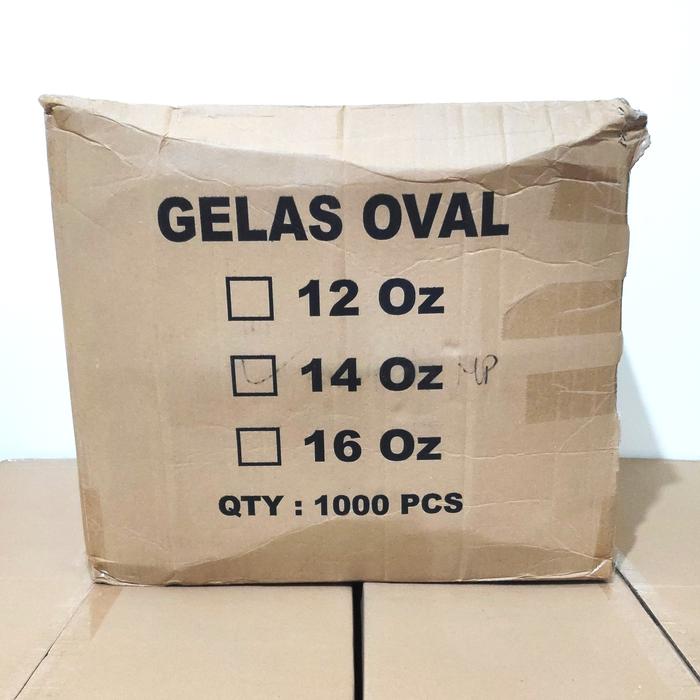 GELAS OVAL
12 Oz
14 Oz MP
16 Oz
QTY : 1000 PCS